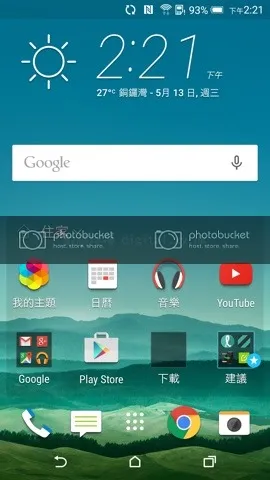 93% 下午2:21
2:21 下午
27°c 銅鑼灣 - 5月 13 日, 週三
Google
住家
photobucket photobucket
host. store. share. host. store. share.
我的主題 日曆 音樂 YouTube
Google Play Store 下載 建議